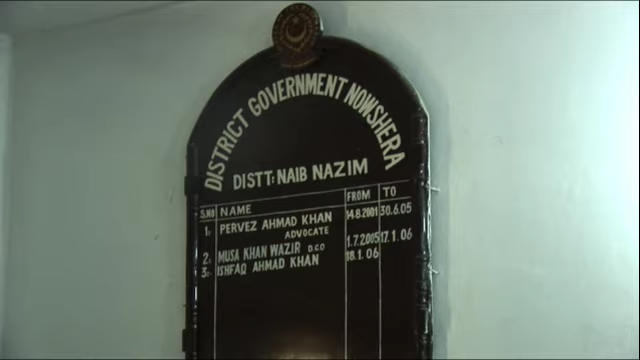 DISTRICT GOVERNMENT NOWSHERA
DISTT: NAIB NAZIM
S.NO NAME FROM TO
1. PERVEZ AHMAD KHAN 14.8.2001 30.6.05
ADVOCATE
2. MUSA KHAN WAZIR D.C.O 1.7.2005 17.1.06
3. ISHFAQ AHMAD KHAN 18.1.06